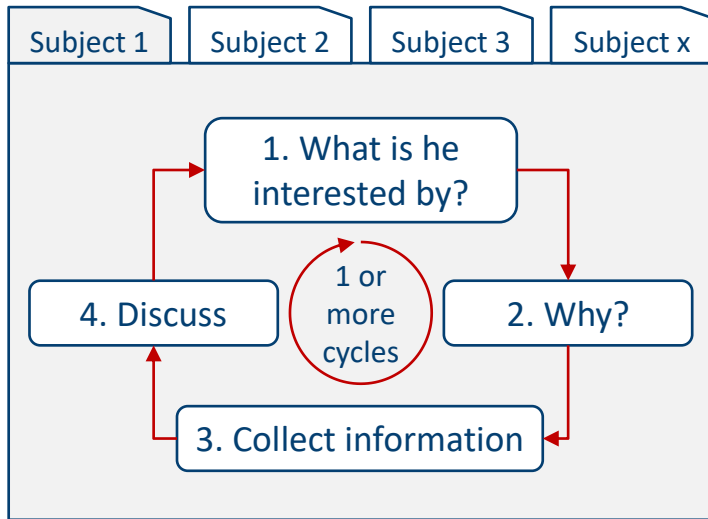 Subject 1
Subject 2
Subject 3
Subject x
1. What is he
interested by?
1 or
more
cycles
4. Discuss
2. Why?
3. Collect information